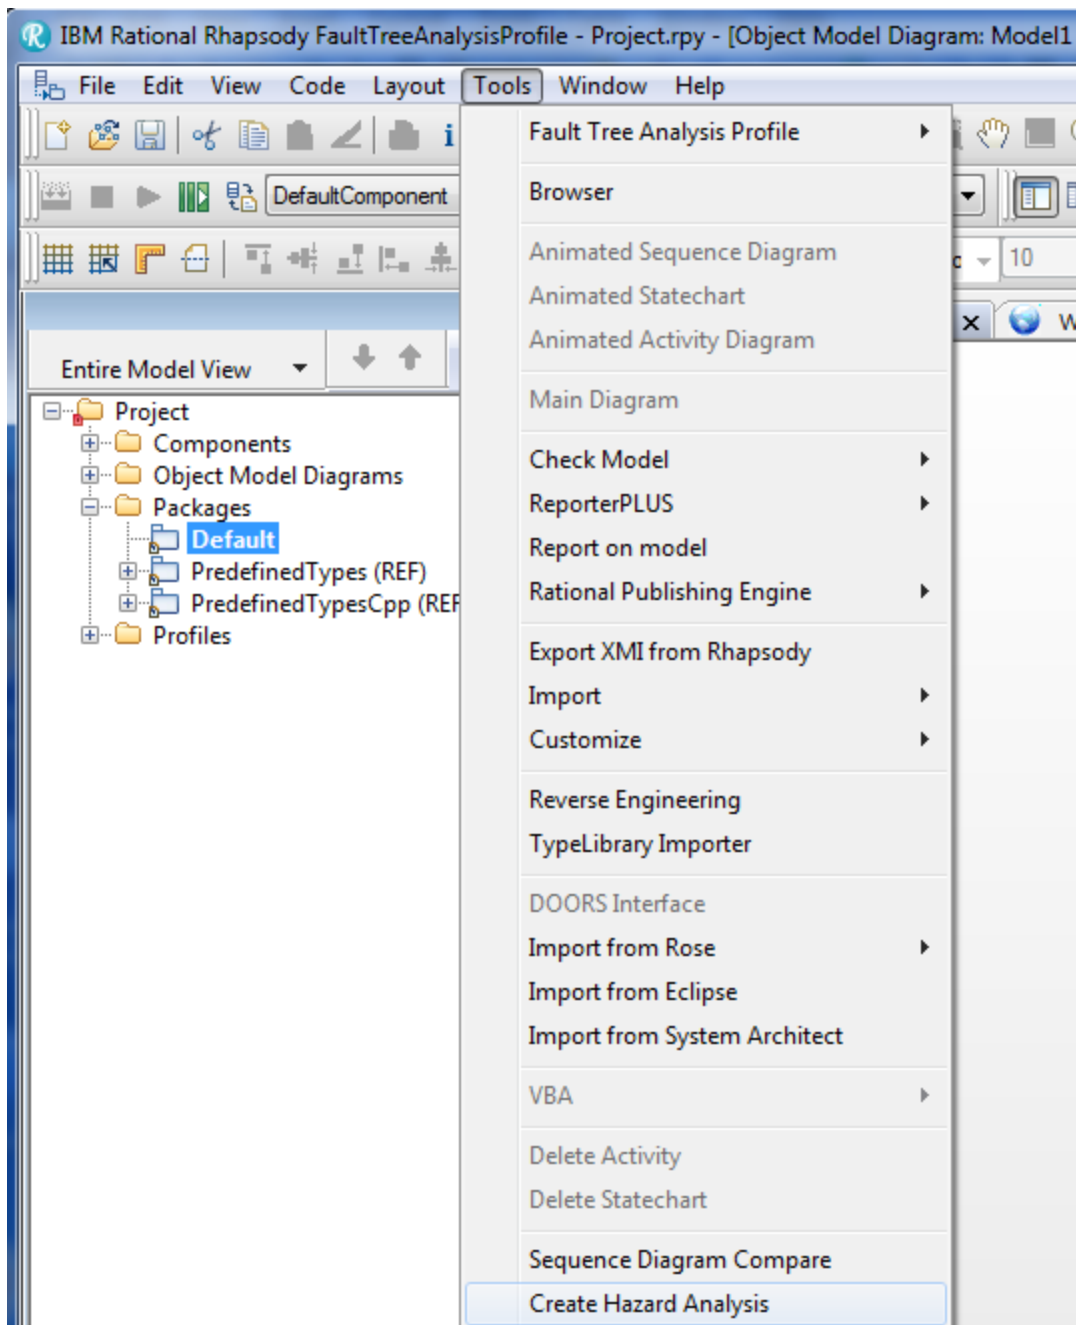 IBM Rational Rhapsody FaultTreeAnalysisProfile - Project.rpy - [Object Model Diagram: Model1
File Edit View Code Layout Tools Window Help
DefaultComponent
10
Entire Model View
Project
Components
Object Model Diagrams
Packages
Default
PredefinedTypes (REF)
PredefinedTypesCpp (REF
Profiles
Fault Tree Analysis Profile
Browser
Animated Sequence Diagram
Animated Statechart
Animated Activity Diagram
Main Diagram
Check Model
ReporterPLUS
Report on model
Rational Publishing Engine
Export XMI from Rhapsody
Import
Customize
Reverse Engineering
TypeLibrary Importer
DOORS Interface
Import from Rose
Import from Eclipse
Import from System Architect
VBA
Delete Activity
Delete Statechart
Sequence Diagram Compare
Create Hazard Analysis